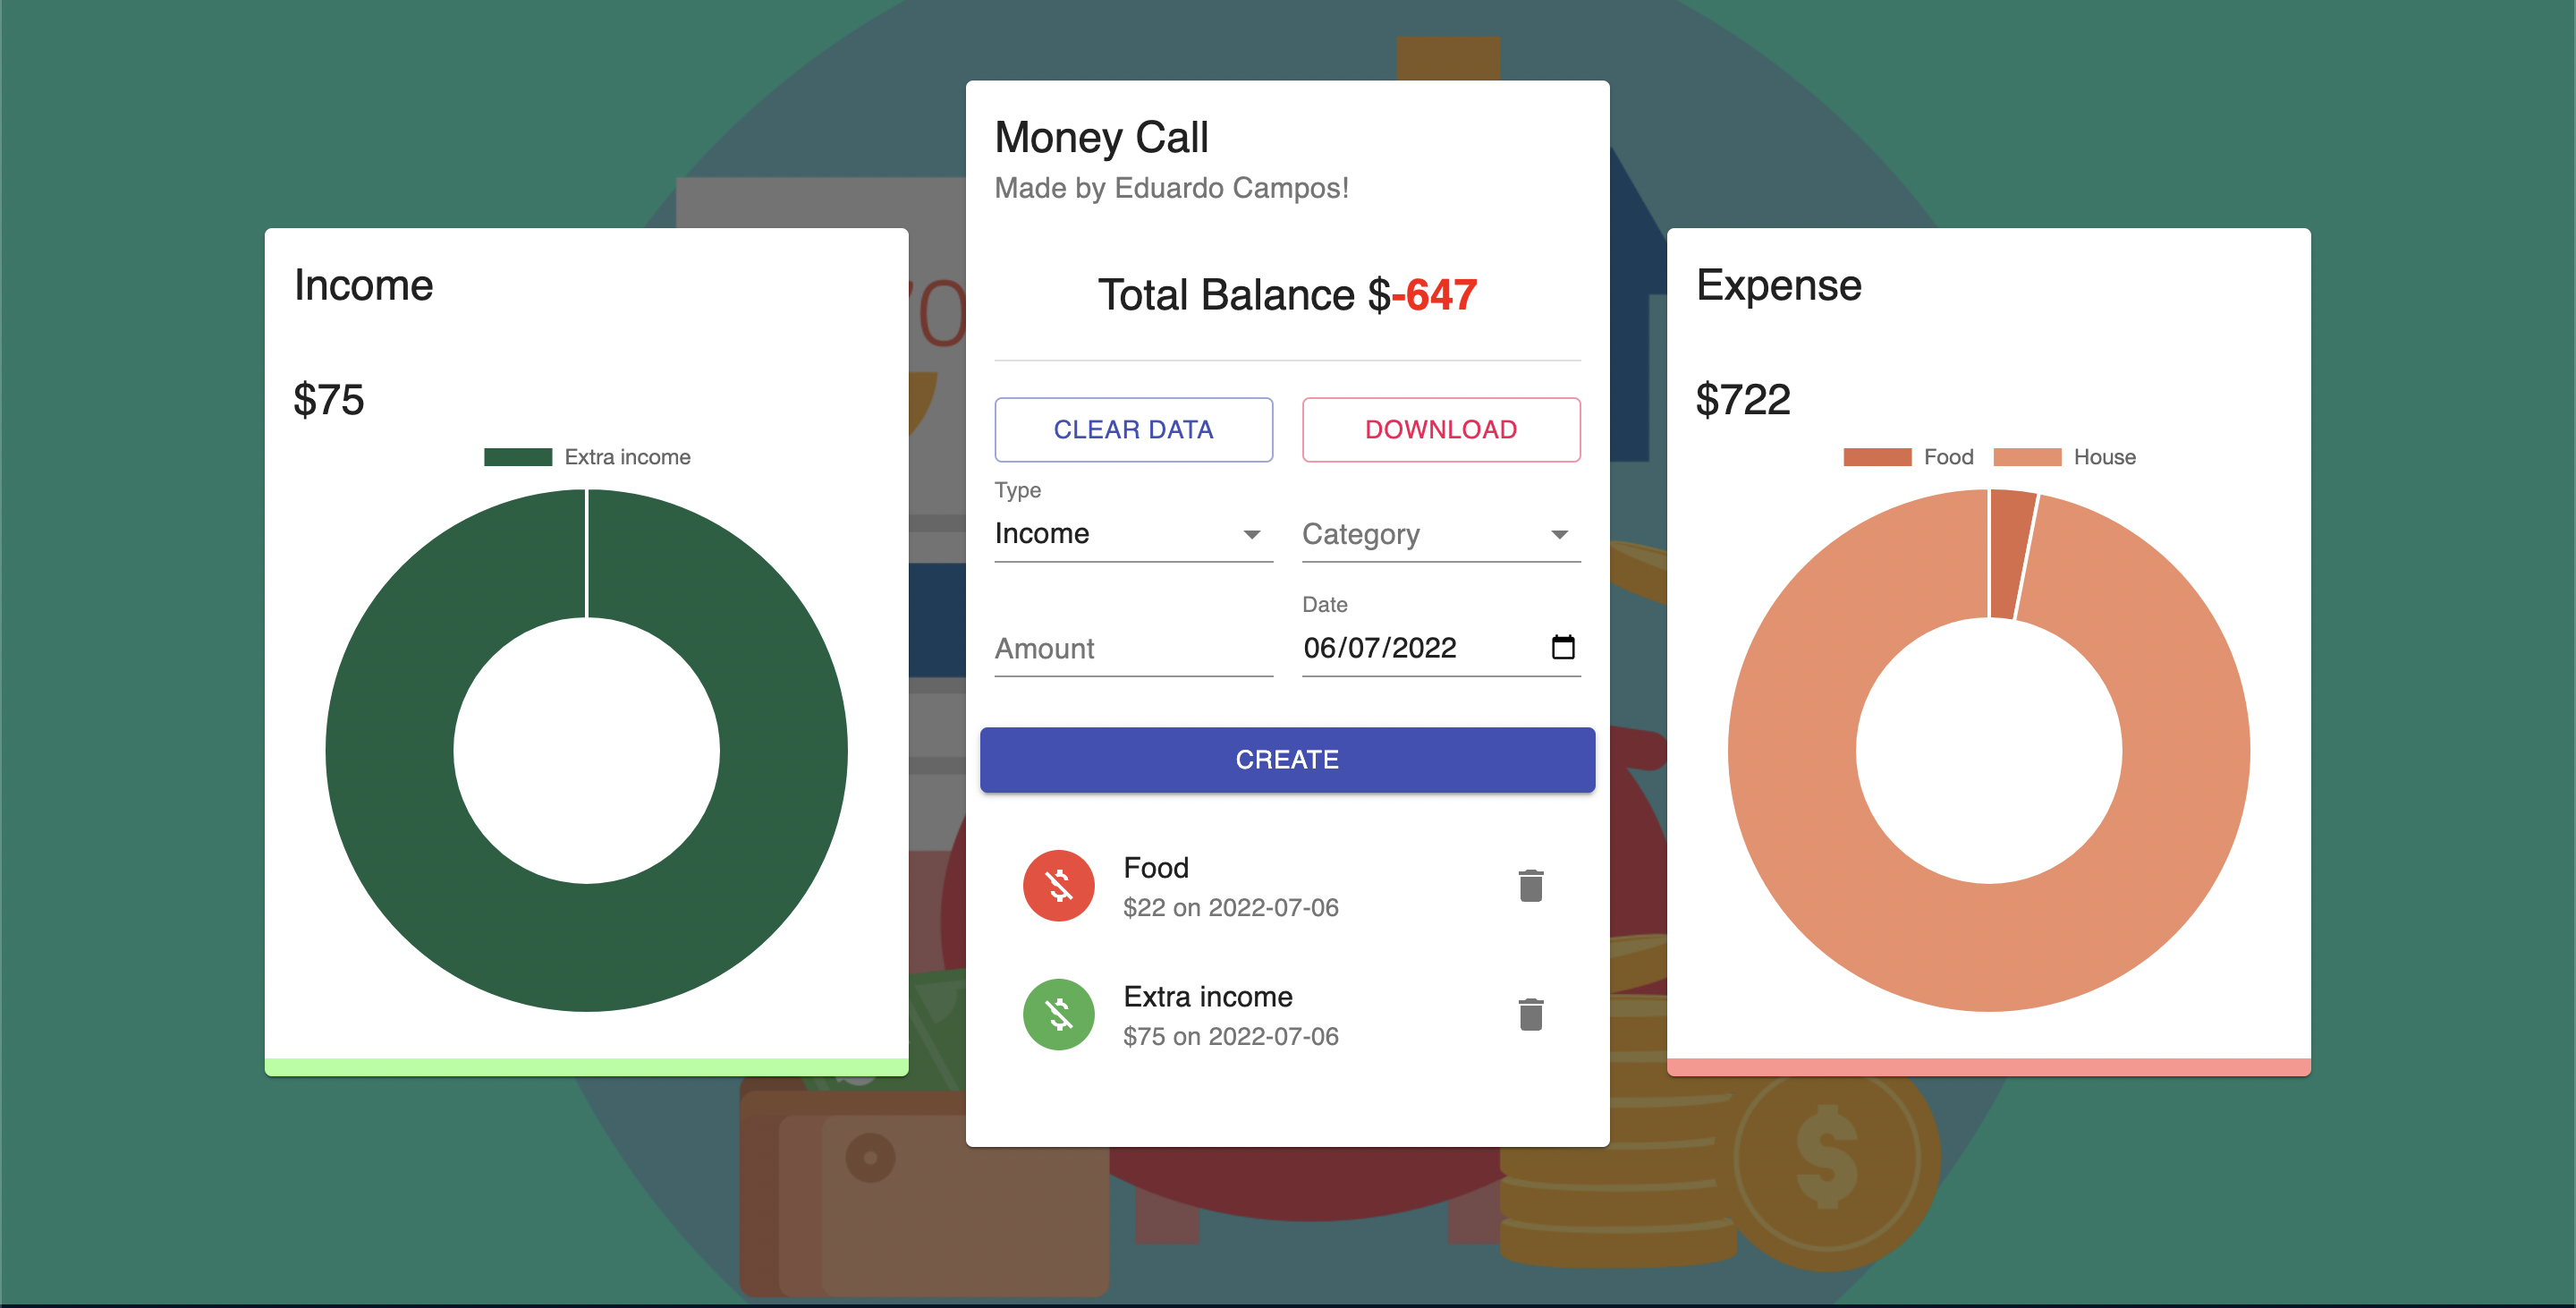 Income
$75
Extra income
Money Call
Made by Eduardo Campos!
Total Balance $-647
CLEAR DATA
DOWNLOAD
Type
Income
Category
Amount
Date
06/07/2022
CREATE
Food
$22 on 2022-07-06
Extra income
$75 on 2022-07-06
Expense
$722
Food
House
$